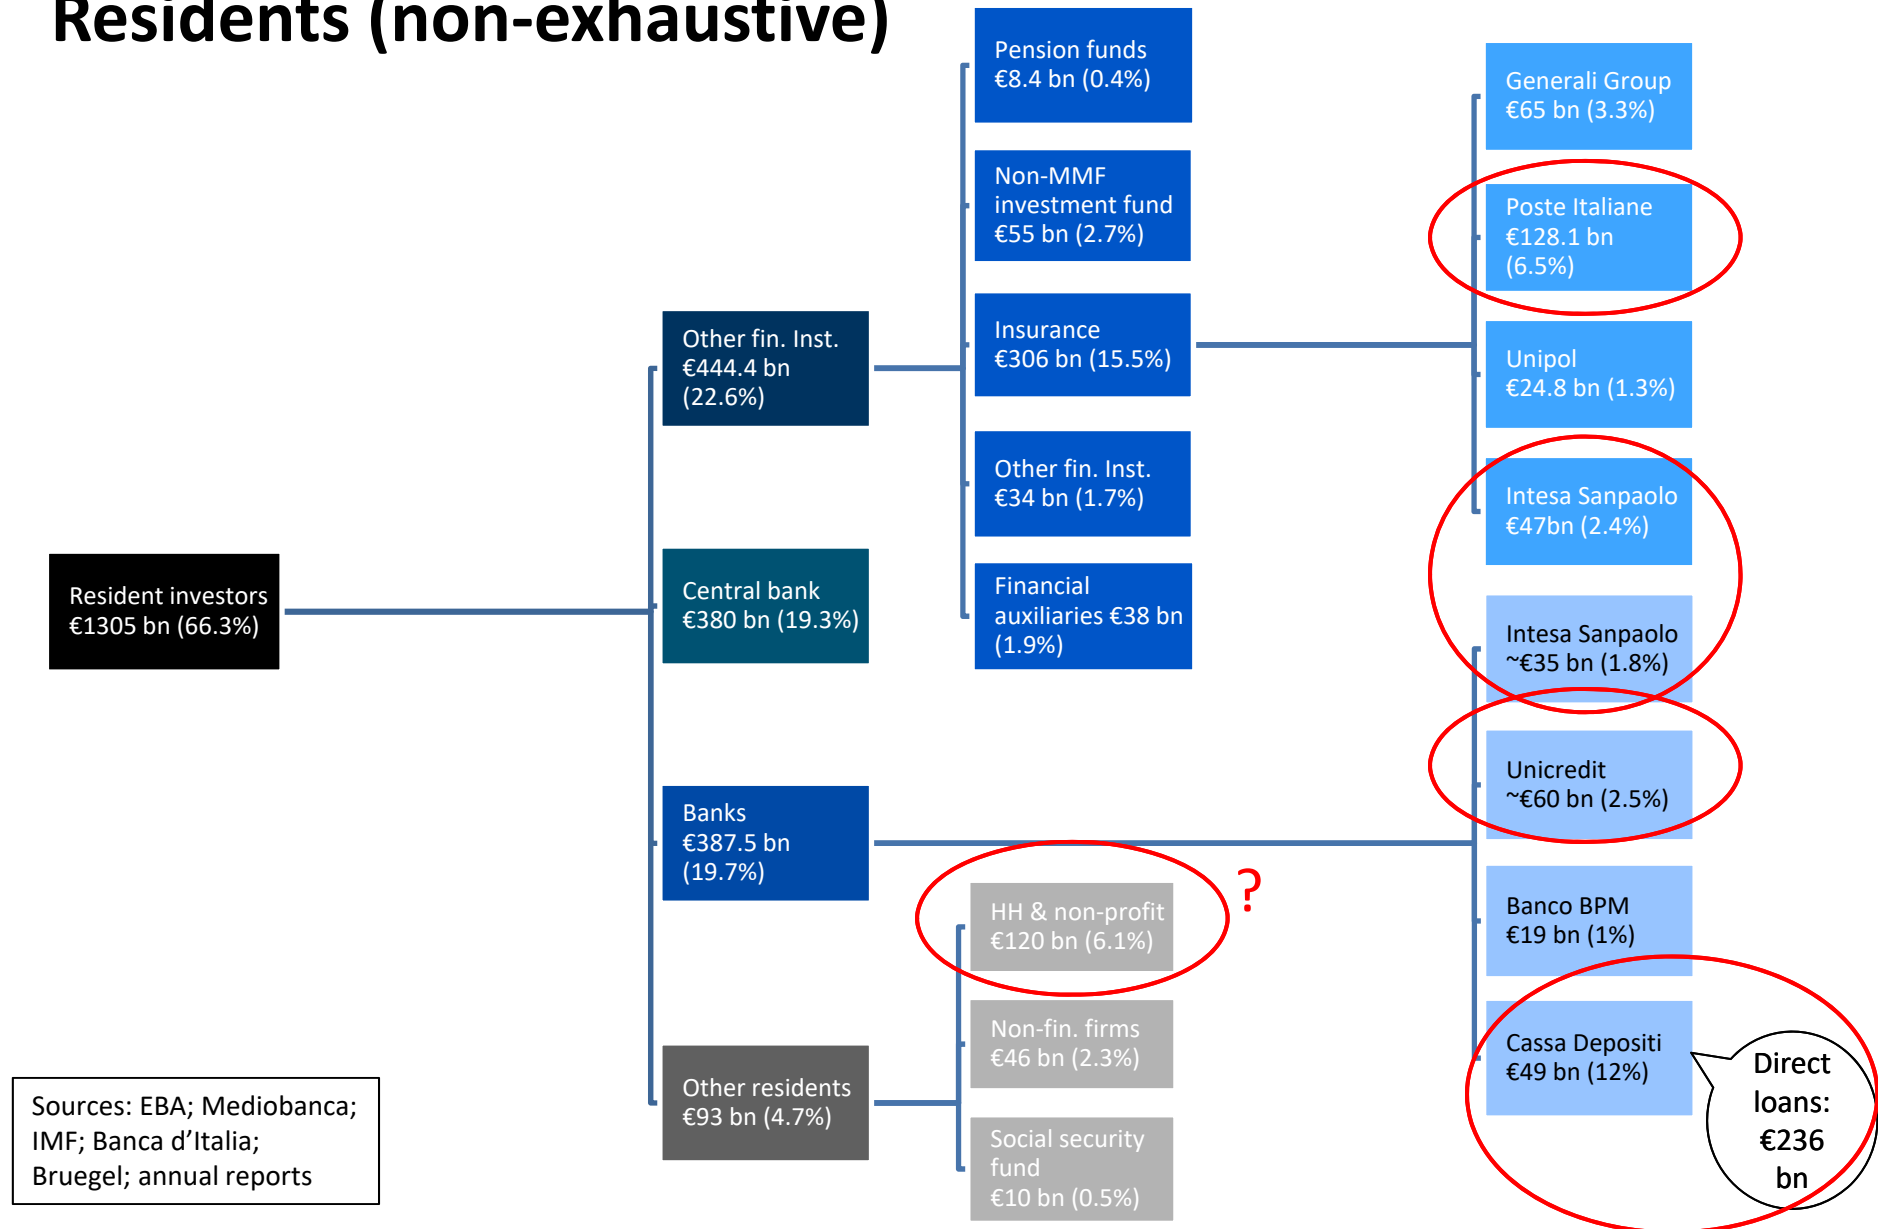 Residents (non-exhaustive)
Pension funds
€8.4 bn (0.4%)
Non-MMF
investment fund
€55 bn (2.7%)
Insurance
€306 bn (15.5%)
Other fin. Inst.
€34 bn (1.7%)
Financial
auxiliaries €38 bn
(1.9%)
Generali Group
€65 bn (3.3%)
Poste Italiane
€128.1 bn
(6.5%)
Unipol
€24.8 bn (1.3%)
Intesa Sanpaolo
€47bn (2.4%)
Intesa Sanpaolo
~€35 bn (1.8%)
Unicredit
~€60 bn (2.5%)
Banco BPM
€19 bn (1%)
Cassa Depositi
€49 bn (12%)
Direct
loans:
€236
bn
Other fin. Inst.
€444.4 bn
(22.6%)
Central bank
€380 bn (19.3%)
Banks
€387.5 bn
(19.7%)
Other residents
€93 bn (4.7%)
Resident investors
€1305 bn (66.3%)
HH & non-profit
€120 bn (6.1%)
?
Non-fin. firms
€46 bn (2.3%)
Social security
fund
€10 bn (0.5%)
Sources: EBA; Mediobanca;
IMF; Banca d'Italia;
Bruegel; annual reports